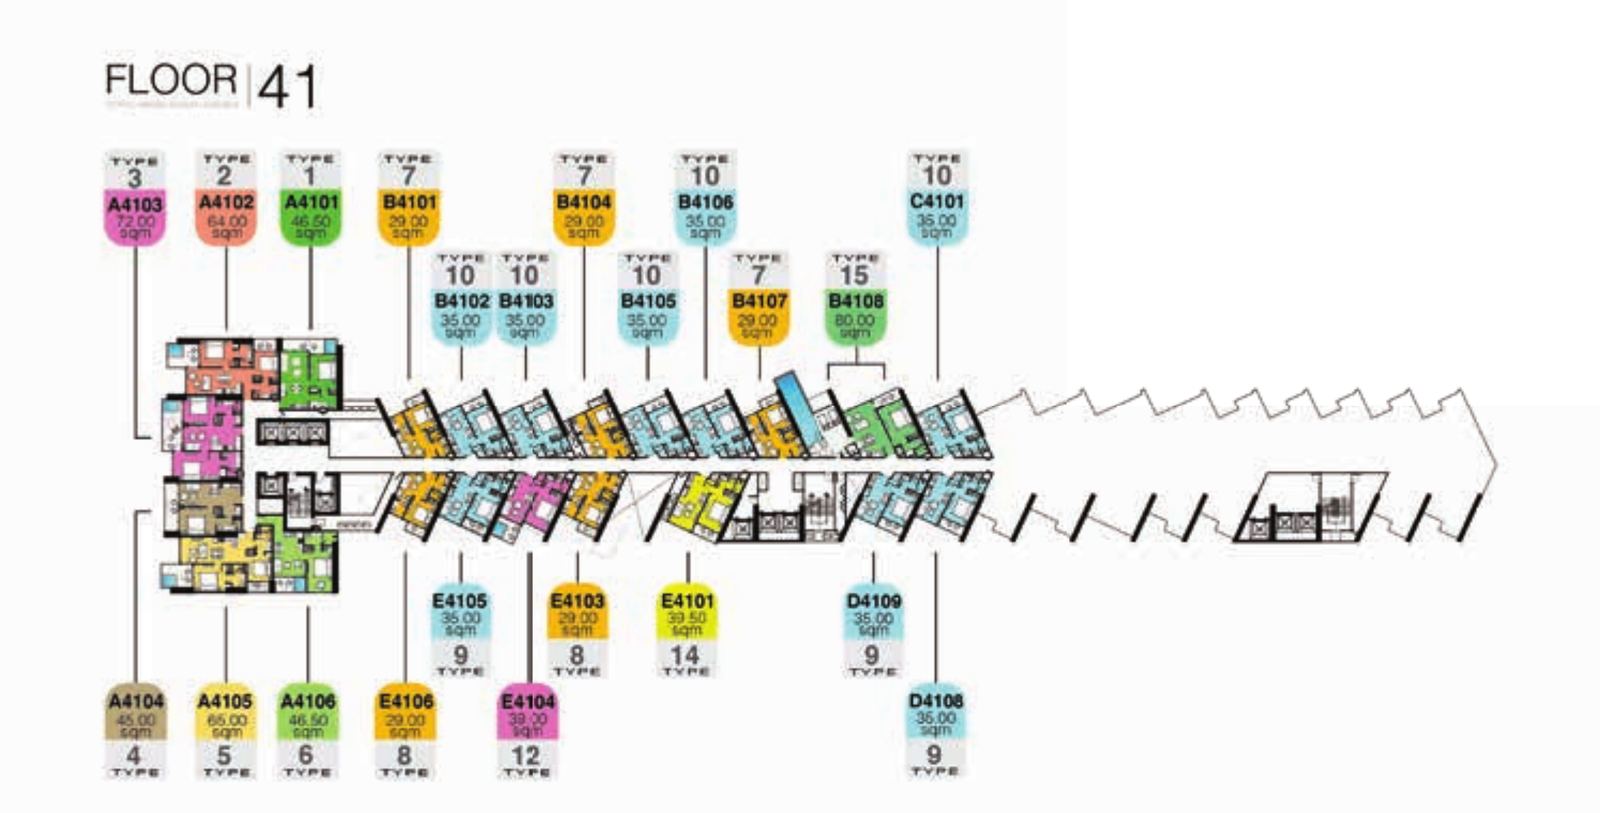 FLOOR 41
TYPE
3
A4103
72.00
sqm
TYPE
2
A4102
64.00
sqm
TYPE
1
A4101
46.50
sqm
TYPE
7
B4101
29.00
sqm
TYPE
7
B4104
29.00
sqm
TYPE
10
B4106
35.00
sqm
TYPE
10
C4101
35.00
sqm
TYPE
10
B4102
35.00
sqm
TYPE
10
B4103
35.00
sqm
TYPE
10
B4105
35.00
sqm
TYPE
7
B4107
29.00
sqm
TYPE
15
B4108
60.00
sqm
E4105
35.00
sqm
9
TYPE
E4103
29.00
sqm
8
TYPE
E4101
39.50
sqm
14
TYPE
D4109
35.00
sqm
9
TYPE
A4104
45.00
sqm
4
TYPE
A4105
65.00
sqm
5
TYPE
A4106
46.50
sqm
6
TYPE
E4106
29.00
sqm
8
TYPE
E4104
39.00
sqm
12
TYPE
D4108
35.00
sqm
9
TYPE